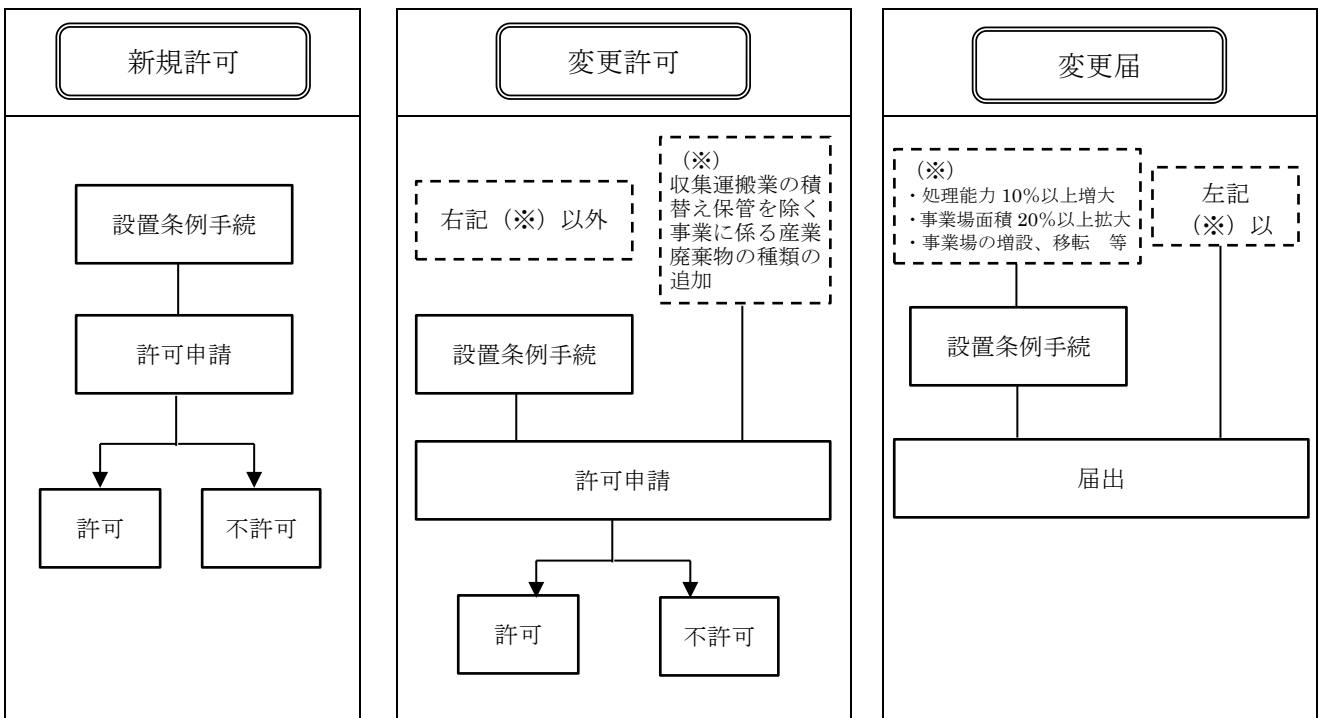 新規許可
設置条例手続
許可申請
許可
不許可
変更許可
右記（※）以外
（※）
収集運搬業の積
替え保管を除く
事業に係る産業
廃棄物の種類の
追加
設置条例手続
許可申請
許可
不許可
変更届
（※）
・処理能力 10%以上増大
・事業場面積 20%以上拡大
・事業場の増設、移転　等
左記
（※）以
設置条例手続
届出